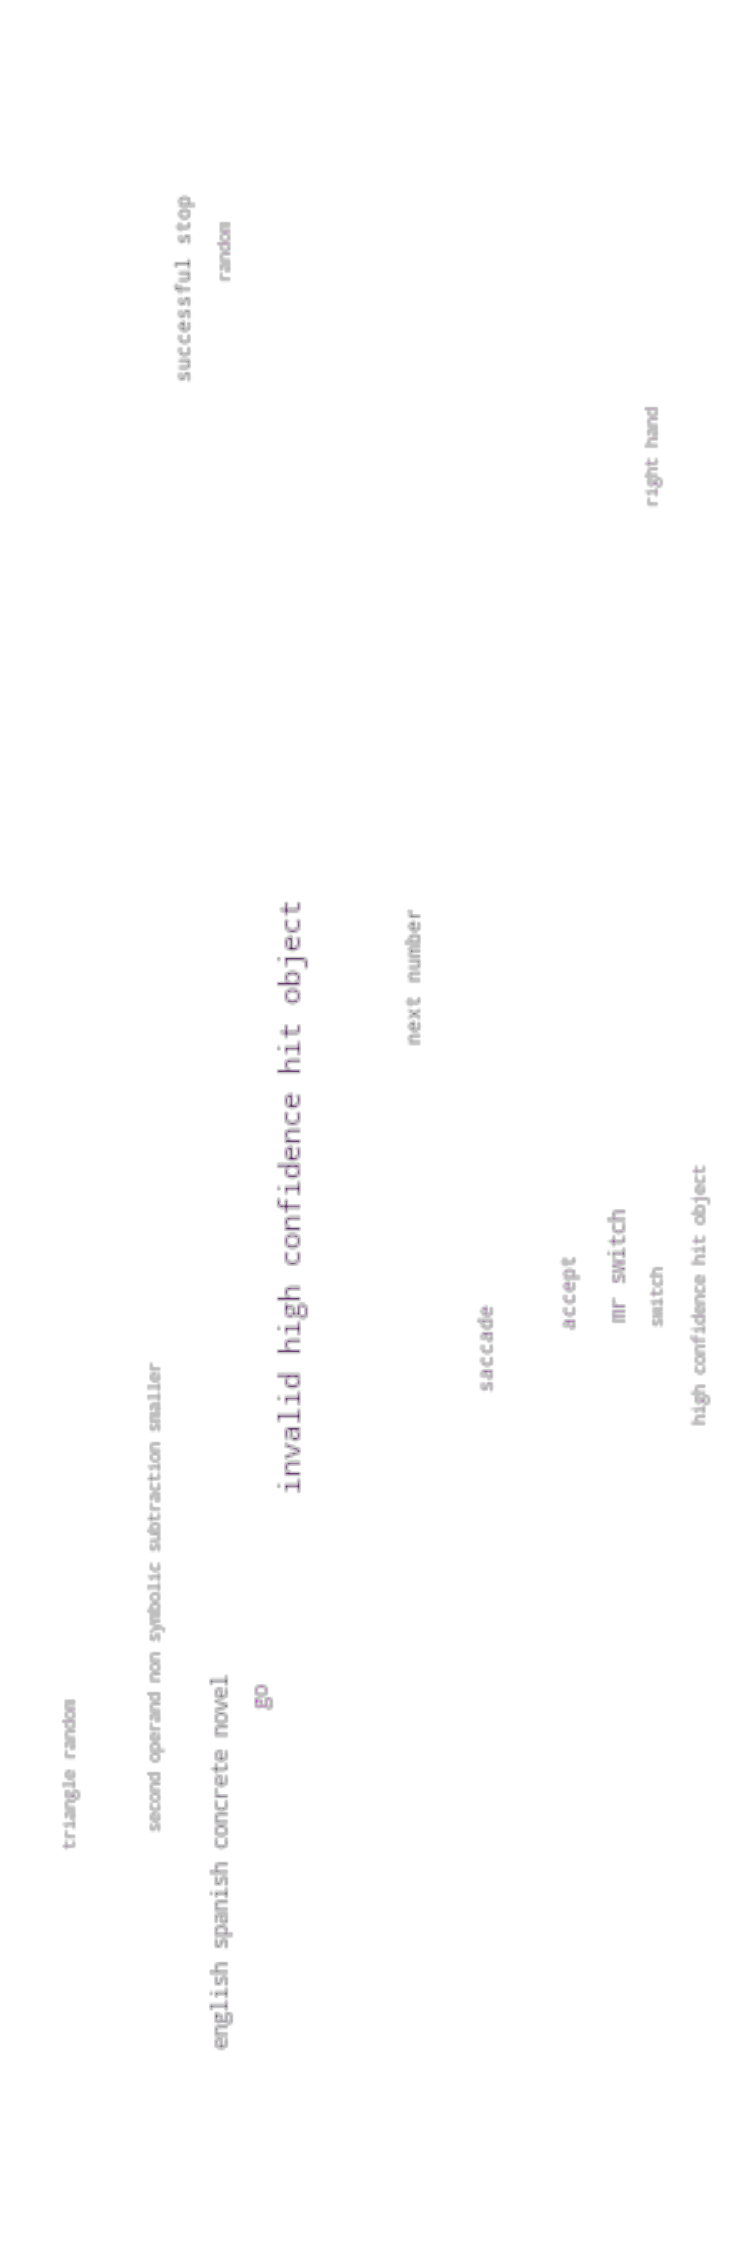 triangle random
second operand non symbolic subtraction smaller
successful stop
english spanish concrete novel
random
go
invalid high confidence hit object
next number
saccade
accept
mr switch
right hand
switch
high confidence hit object